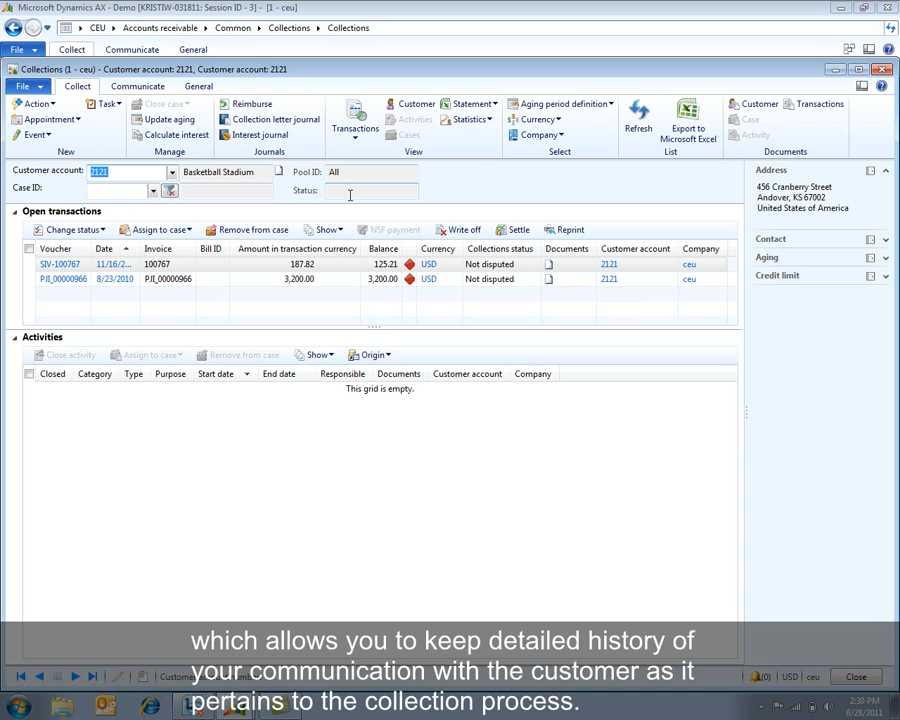 Microsoft Dynamics AX - Demo [KRISTIW-031811: Session ID - 3] - [1 - ceu]
CEU ▸ Accounts receivable ▸ Common ▸ Collections ▸ Collections
File Collect Communicate General
Collections (1 - ceu) - Customer account: 2121, Customer account: 2121
File Collect Communicate General
Action Task Close case Reimburse Customer Statement Aging period definition Customer Transactions
Appointment Update aging Collection letter journal Transactions Activities Statistics Currency Refresh Export to Microsoft Excel Case
Event Calculate interest Interest journal Cases Company Activity
New Manage Journals View Select List Documents
Customer account: 2121 Basketball Stadium Pool ID: All
Case ID: Status:
Address
456 Cranberry Street
Andover, KS 67002
United States of America
Contact
Aging
Credit limit
Open transactions
Change status Assign to case Remove from case Show NSF payment Write off Settle Reprint
Voucher Date Invoice Bill ID Amount in transaction currency Balance Currency Collections status Documents Customer account Company
SIV-100767 11/16/2... 100767 187.82 125.21 USD Not disputed 2121 ceu
PJI_00000966 8/23/2010 PJI_00000966 3,200.00 3,200.00 USD Not disputed 2121 ceu
Activities
Close activity Assign to case Remove from case Show Origin
Closed Category Type Purpose Start date End date Responsible Documents Customer account Company
This grid is empty.
which allows you to keep detailed history of
your communication with the customer as it
pertains to the collection process.
(0) USD ceu Close
2:30 PM
6/28/2011